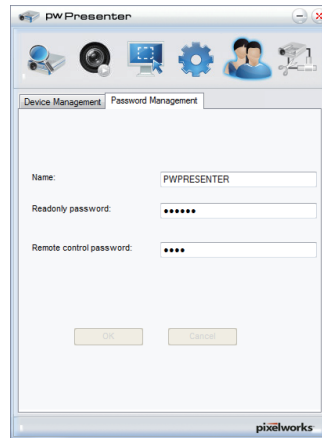 PW Presenter
Device Management Password Management
Name: PWPRESENTER
Readonly password: ••••••
Remote control password: ••••
OK Cancel
pixelworks